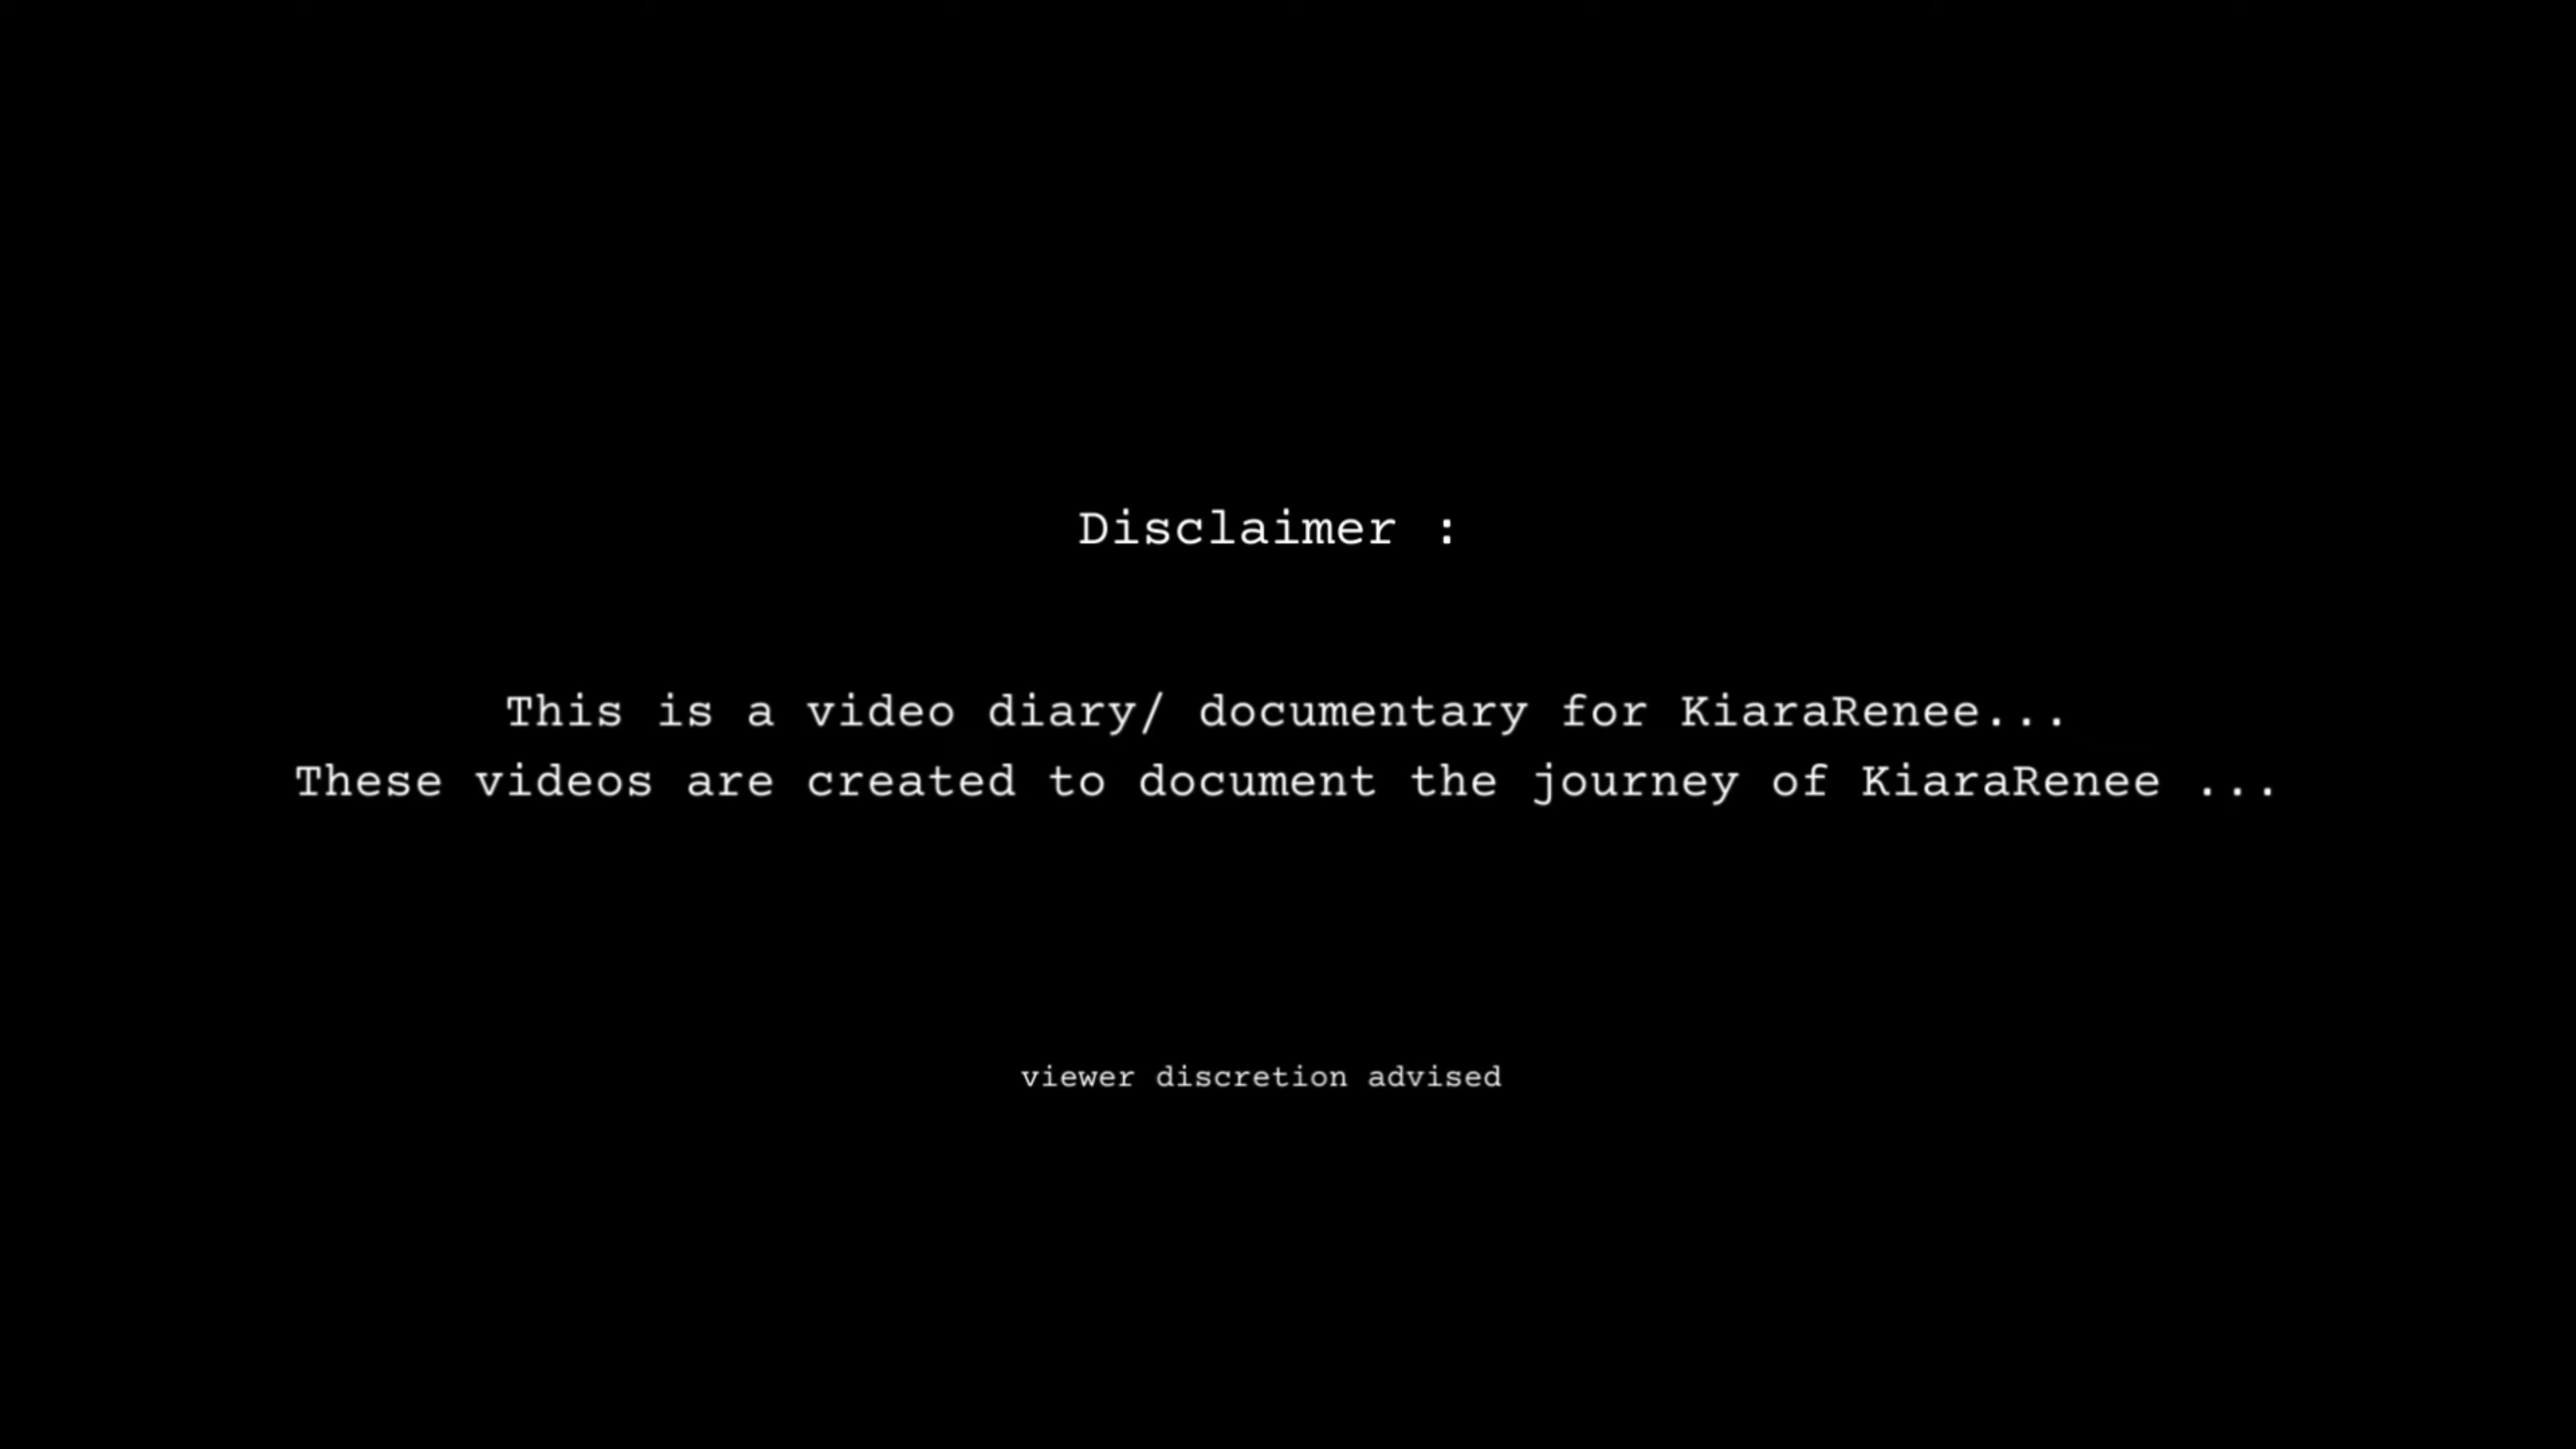 Disclaimer :
This is a video diary/ documentary for KiaraRenee...
These videos are created to document the journey of KiaraRenee ...
viewer discretion advised